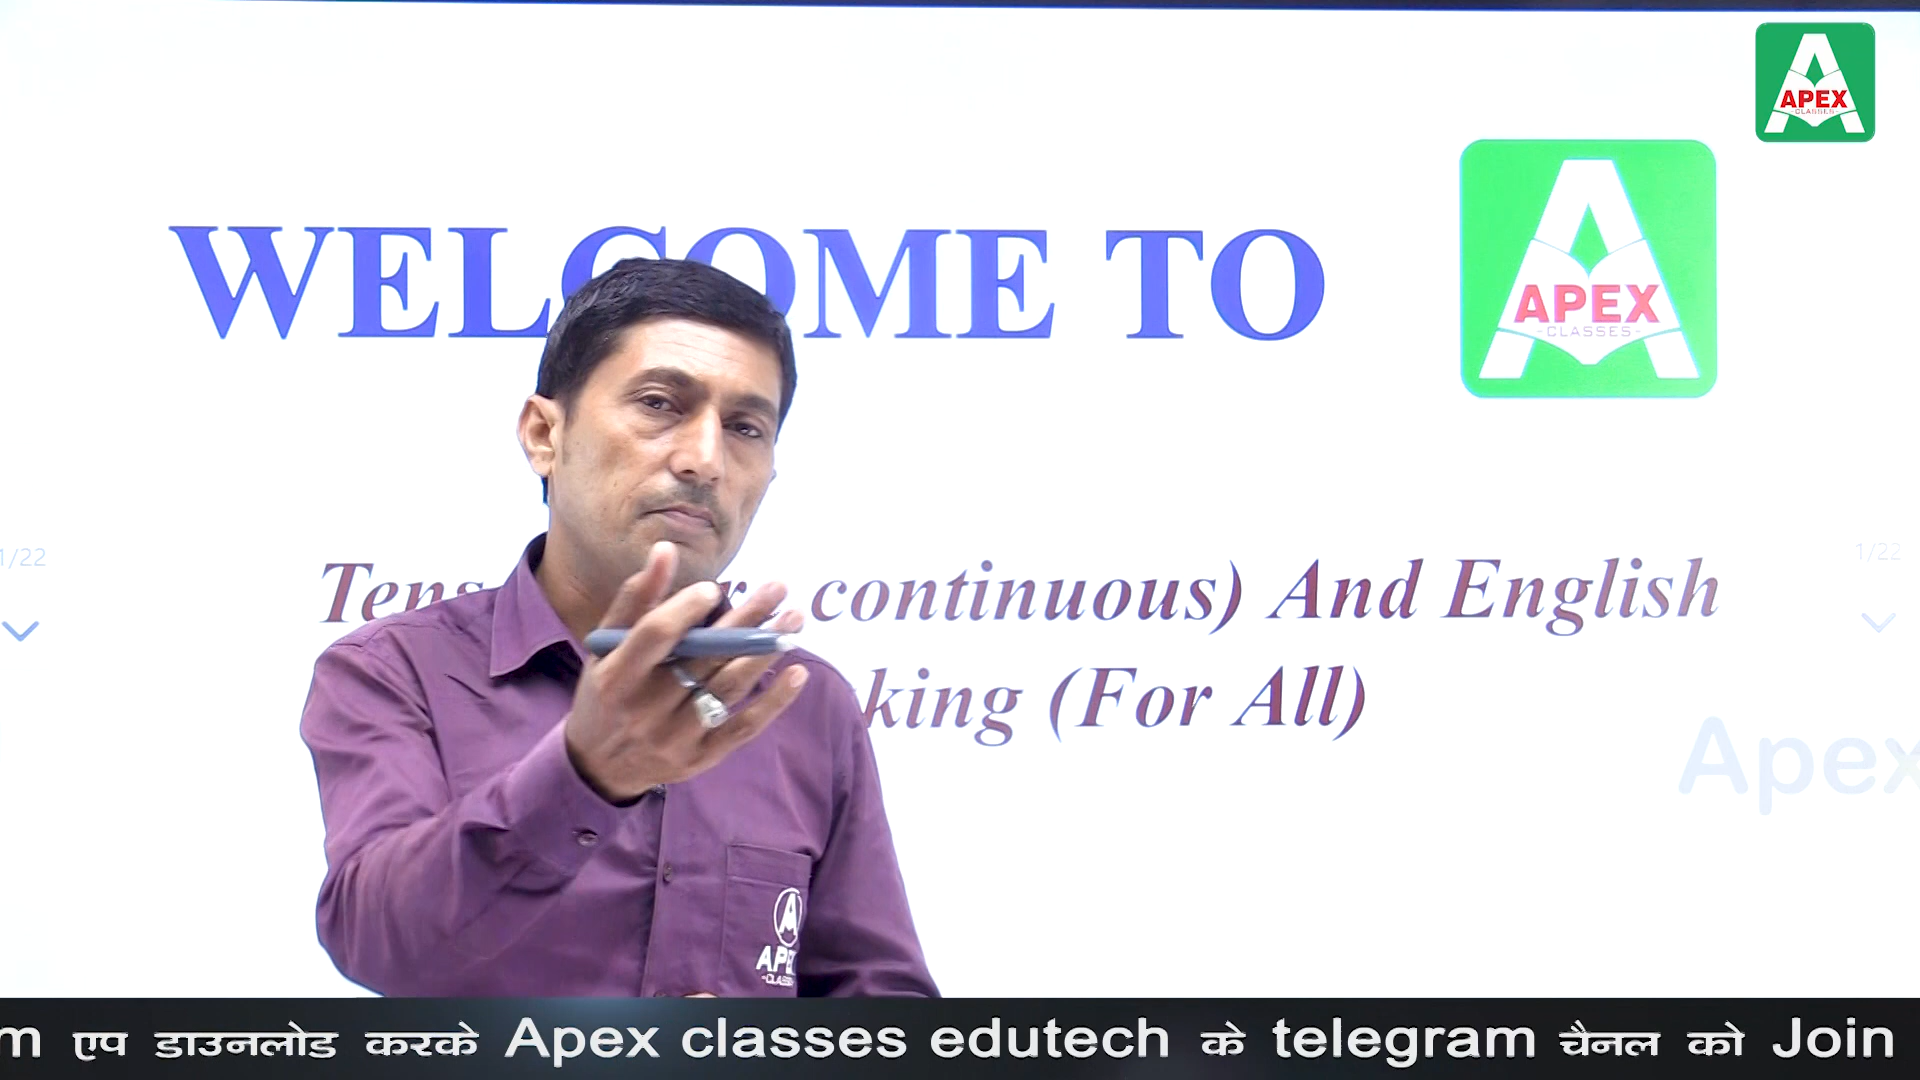 APEX
CLASSES
WELCOME TO
APEX
-CLASSES-
continuous) And English
1/22
1/22
(For All)
Apex
APEX
-CLASSES-
एप डाउनलोड करके Apex classes edutech के telegram चैनल को Join